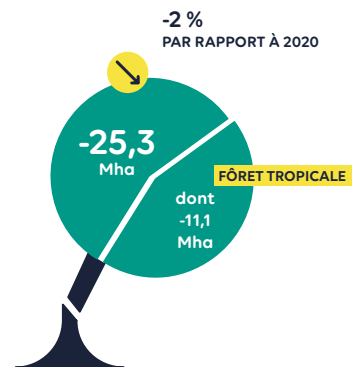 -2 %
PAR RAPPORT À 2020
-25,3
Mha
FÔRET TROPICALE
dont
-11,1
Mha